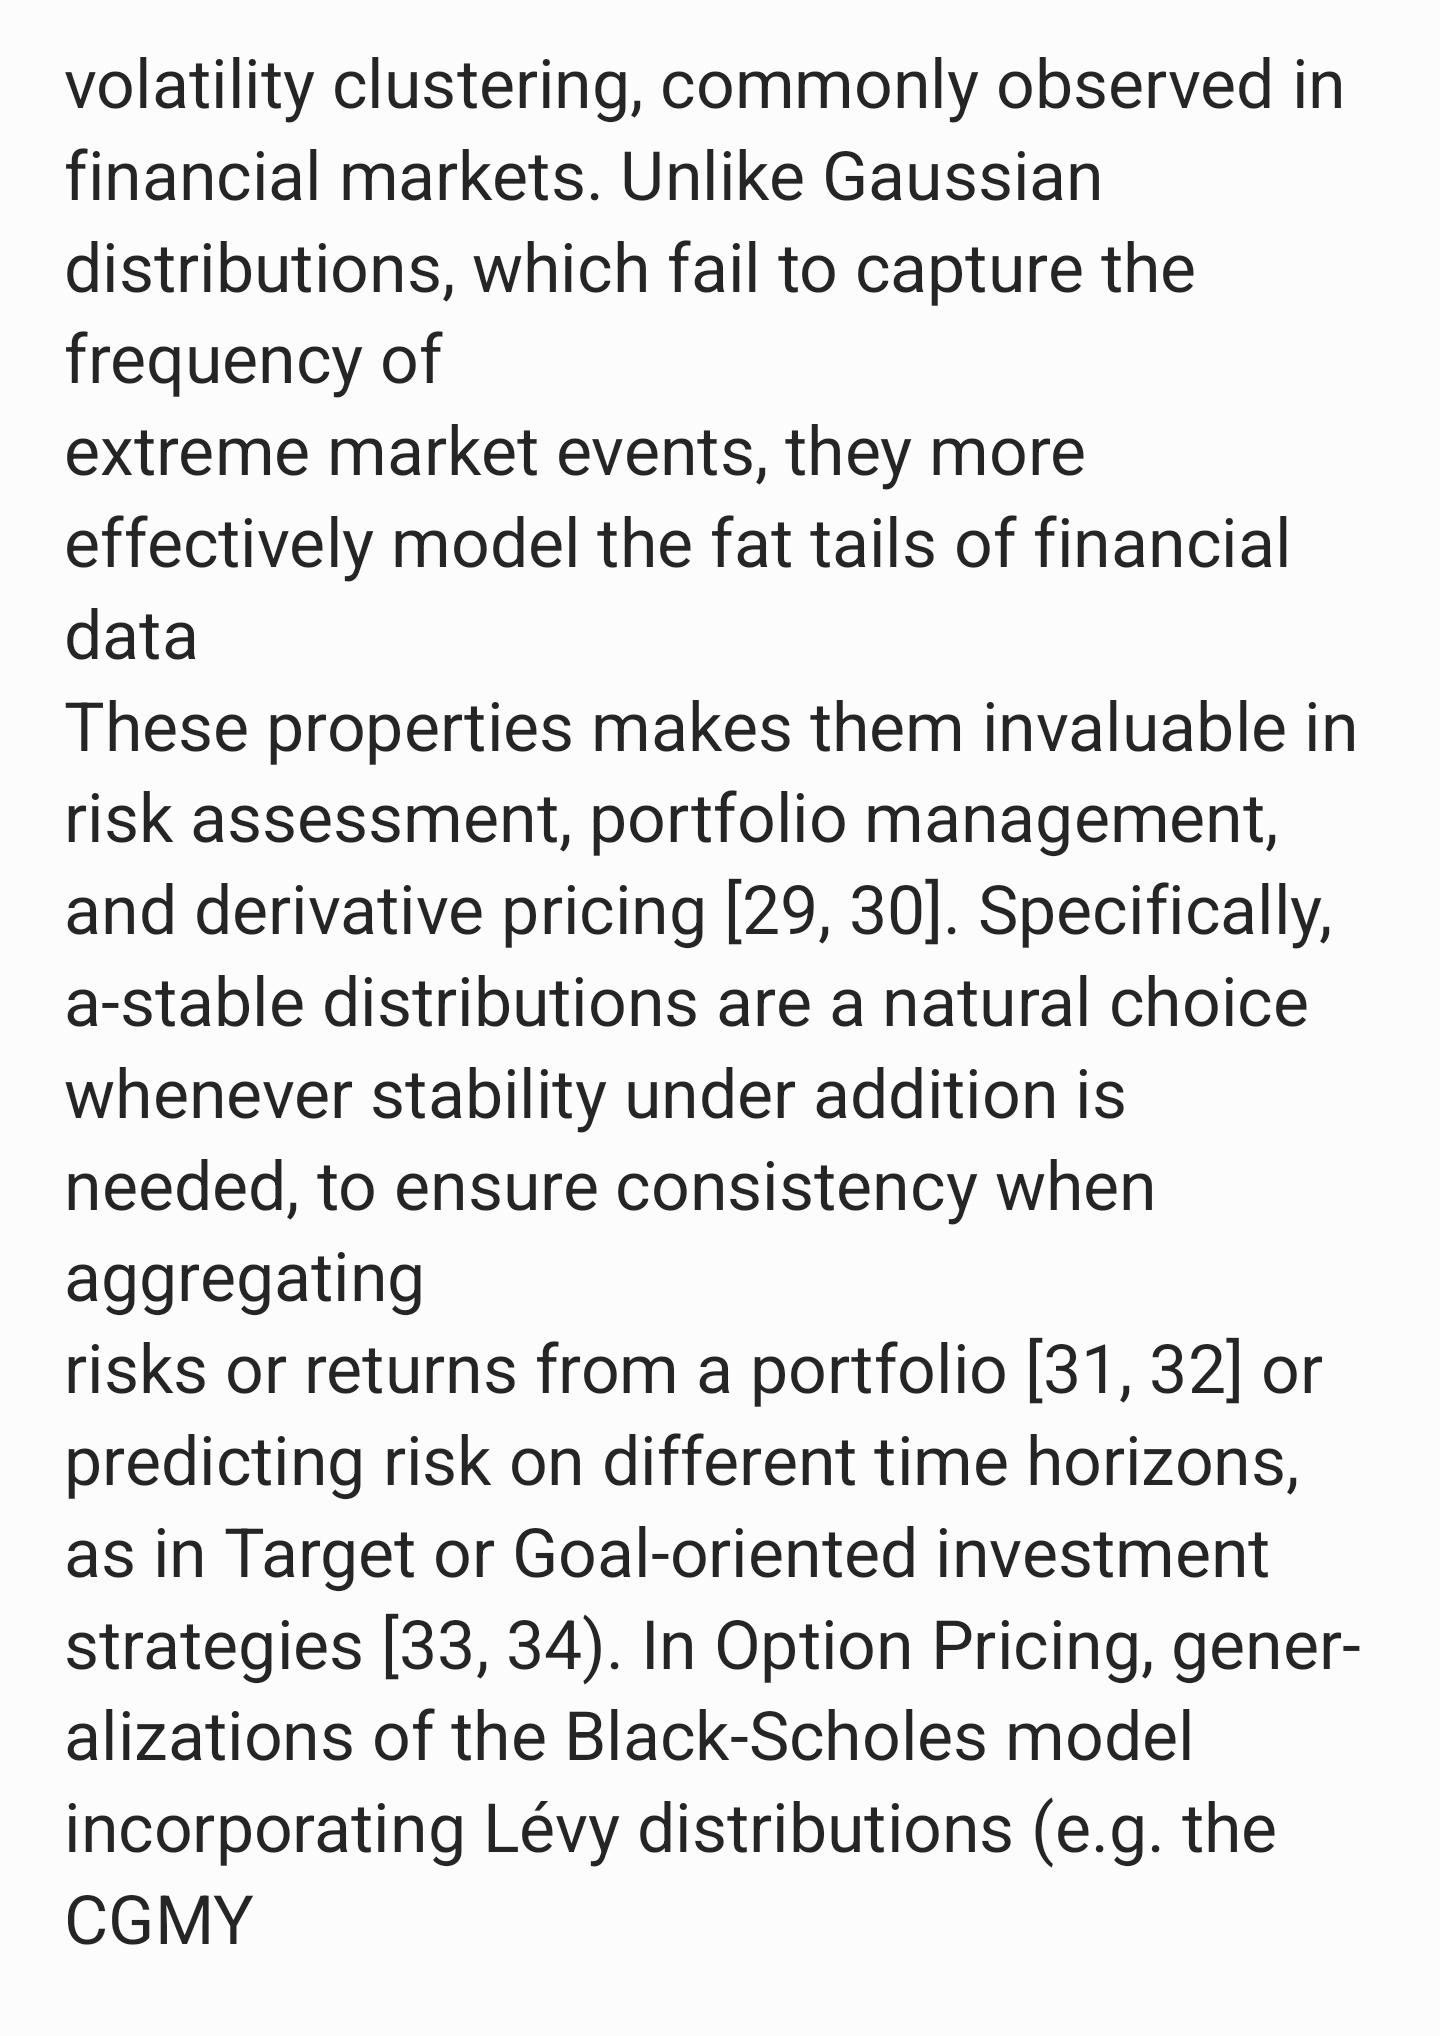 volatility clustering, commonly observed in
financial markets. Unlike Gaussian
distributions, which fail to capture the
frequency of
extreme market events, they more
effectively model the fat tails of financial
data
These properties makes them invaluable in
risk assessment, portfolio management,
and derivative pricing [29, 30]. Specifically,
a-stable distributions are a natural choice
whenever stability under addition is
needed, to ensure consistency when
aggregating
risks or returns from a portfolio [31, 32] or
predicting risk on different time horizons,
as in Target or Goal-oriented investment
strategies [33, 34). In Option Pricing, gener-
alizations of the Black-Scholes model
incorporating Lévy distributions (e.g. the
CGMY